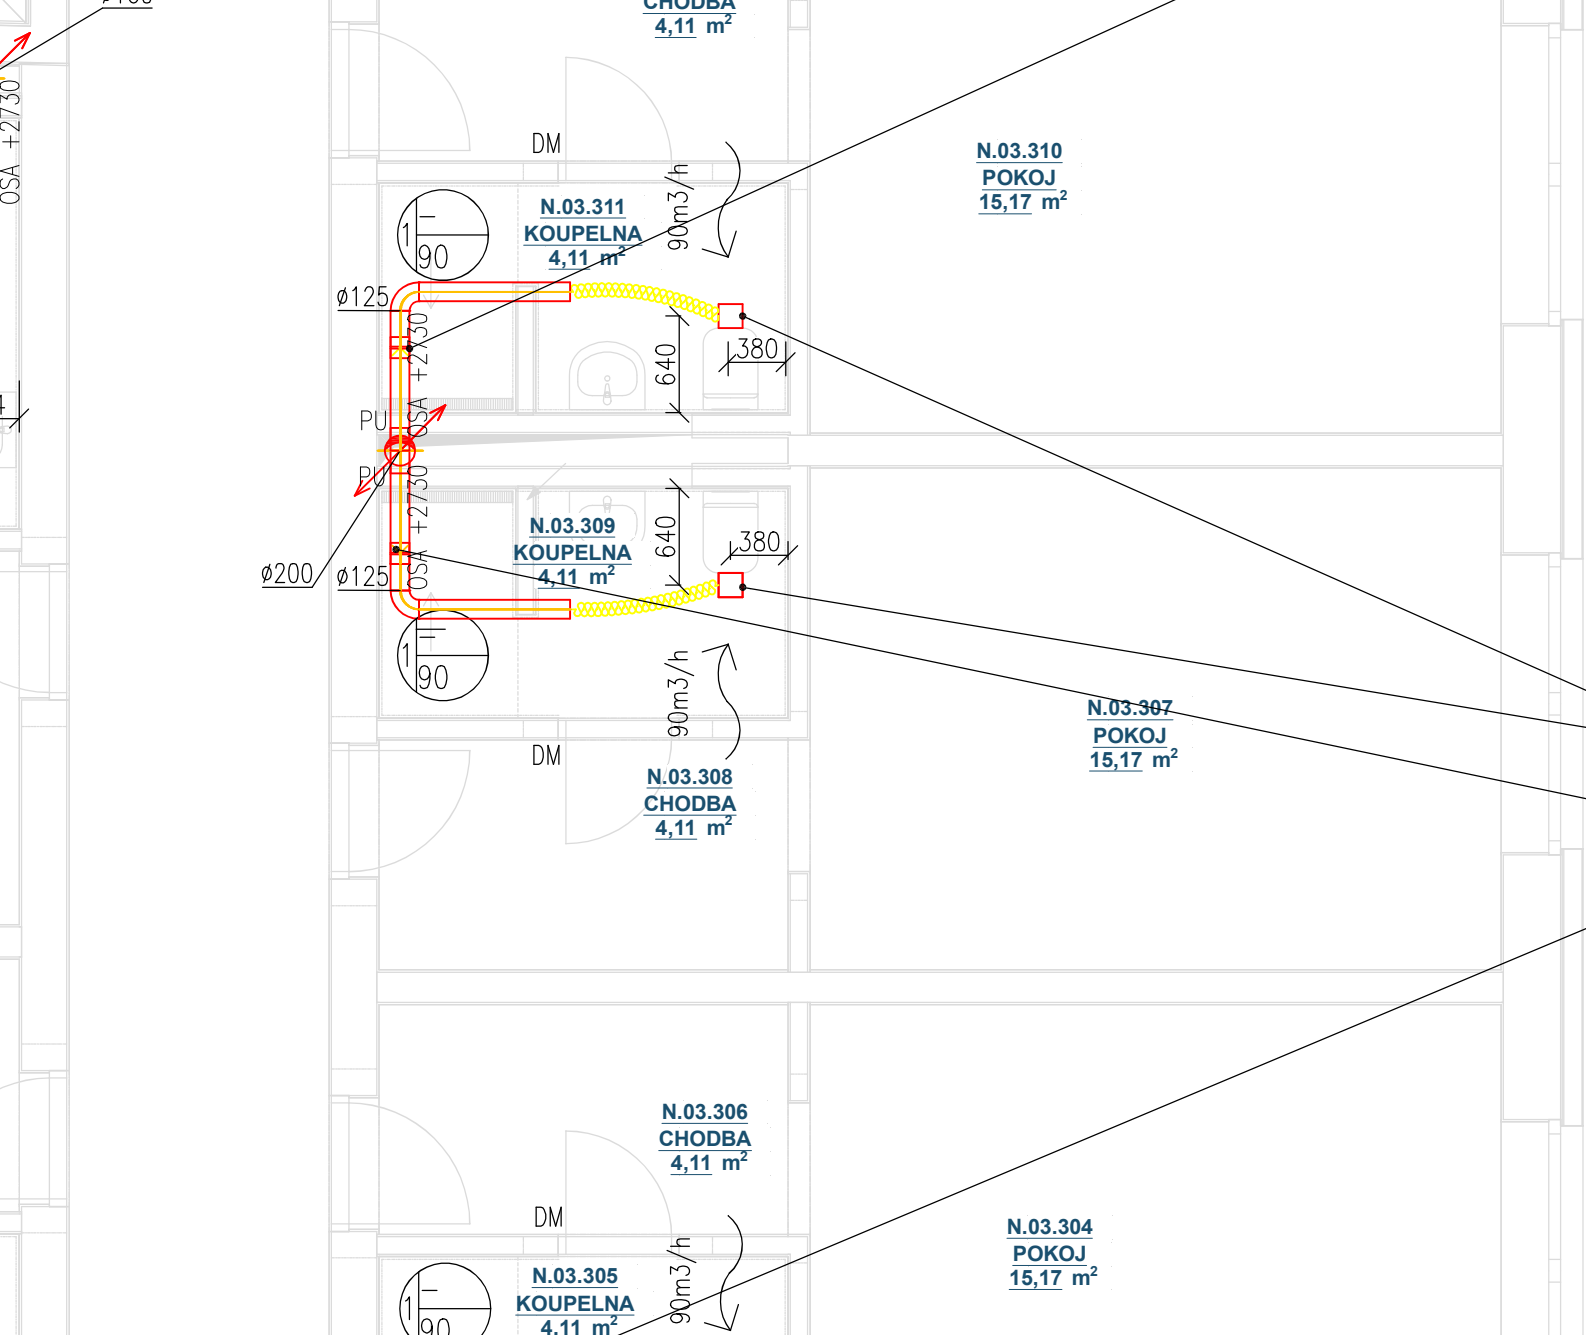 CHODBA
4,11 m²
OSA +2730
DM
N.03.310
POKOJ
15,17 m²
90m3/h
N.03.311
KOUPELNA
4,11 m²
1
90
ø125
OSA +2730
640
380
PU
4
PU
OSA +2730
N.03.309
KOUPELNA
4,11 m²
640
380
ø200
ø125
1
90
90m3/h
N.03.307
POKOJ
15,17 m²
DM
N.03.308
CHODBA
4,11 m²
N.03.306
CHODBA
4,11 m²
DM
90m3/h
N.03.304
POKOJ
15,17 m²
N.03.305
KOUPELNA
4,11 m²
1
90